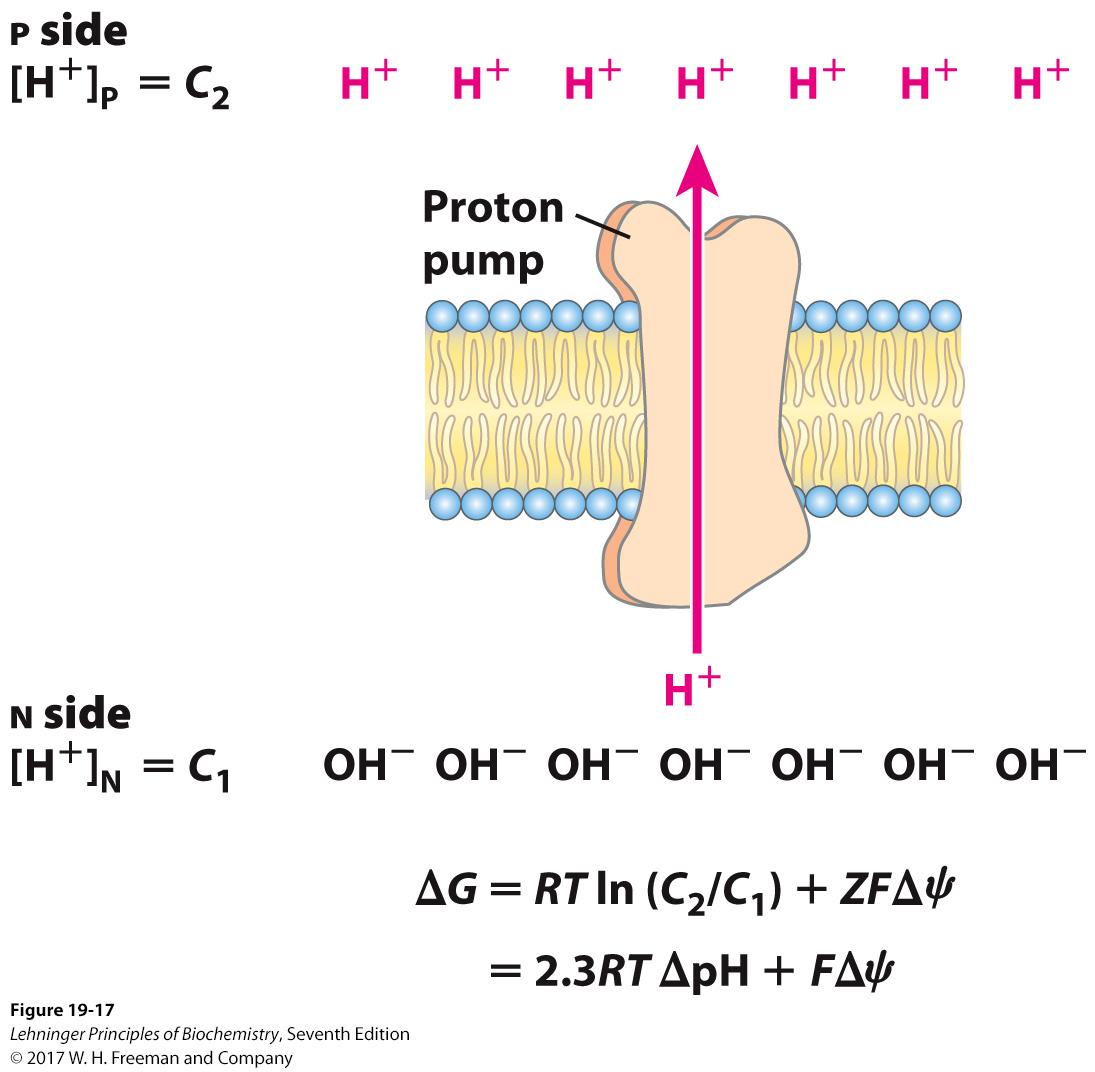 P side
[H⁺]P = C₂
H⁺ H⁺ H⁺ H⁺ H⁺ H⁺ H⁺
Proton
pump
H⁺
N side
[H⁺]N = C₁
OH⁻ OH⁻ OH⁻ OH⁻ OH⁻ OH⁻ OH⁻
ΔG = RT ln (C₂/C₁) + ZFΔψ
= 2.3RT ΔpH + FΔψ
Figure 19-17
Lehninger Principles of Biochemistry, Seventh Edition
© 2017 W. H. Freeman and Company